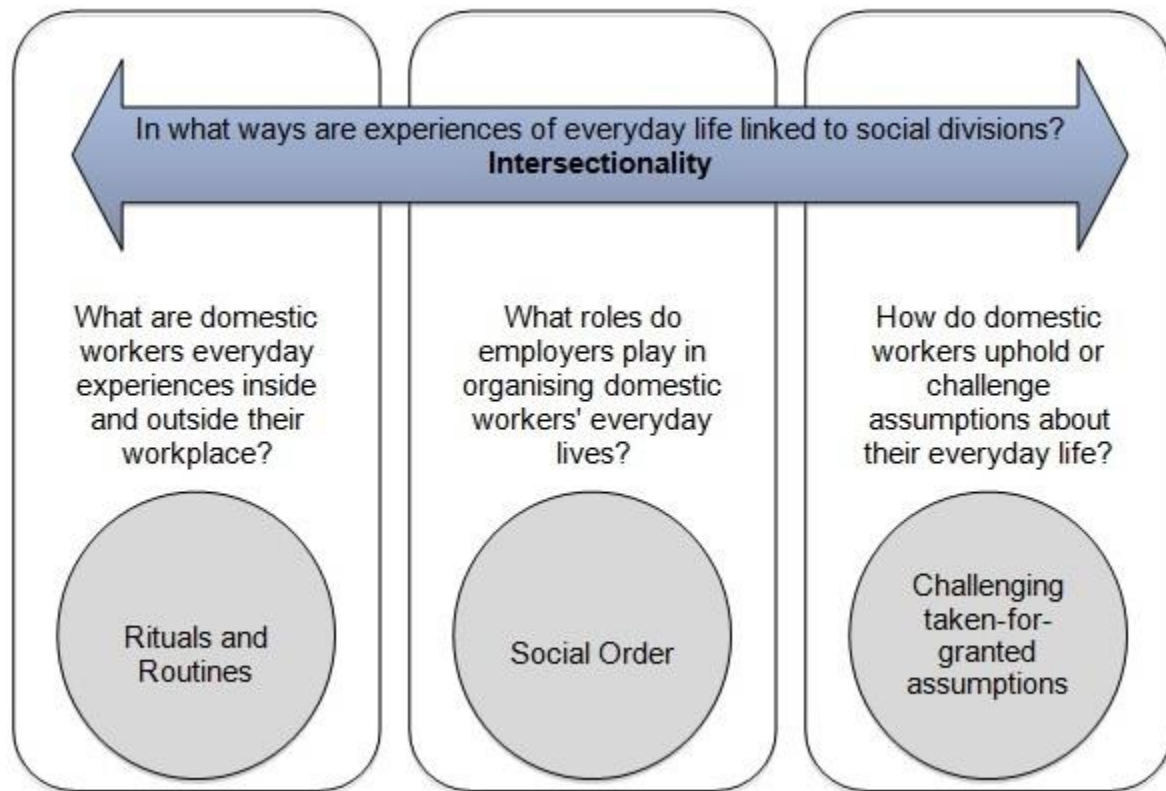 In what ways are experiences of everyday life linked to social divisions?
Intersectionality
What are domestic
workers everyday
experiences inside
and outside their
workplace?
Rituals and
Routines
What roles do
employers play in
organising domestic
workers' everyday
lives?
Social Order
How do domestic
workers uphold or
challenge
assumptions about
their everyday life?
Challenging
taken-for-
granted
assumptions